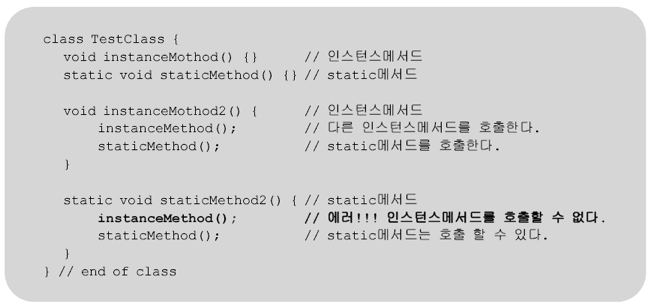 class TestClass {
void instanceMothod() {} // 인스턴스메서드
static void staticMethod() {} // static메서드
void instanceMothod2() { // 인스턴스메서드
instanceMethod(); // 다른 인스턴스메서드를 호출한다.
staticMethod(); // static메서드를 호출한다.
}
static void staticMethod2() { // static메서드
instanceMethod(); // 에러!!! 인스턴스메서드를 호출할 수 없다.
staticMethod(); // static메서드는 호출 할 수 있다.
}
} // end of class